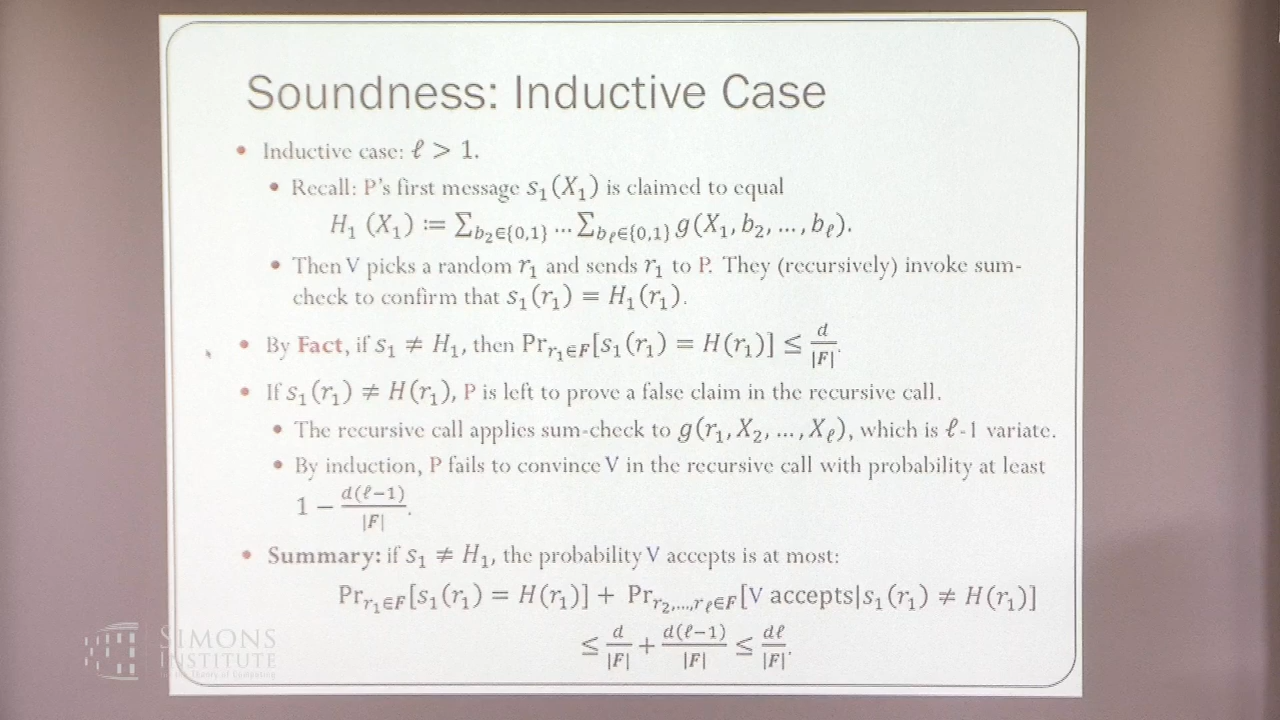 Soundness: Inductive Case
• Inductive case: ℓ > 1.
• Recall: P's first message s₁(X₁) is claimed to equal
H₁ (X₁) := ∑_{b₂∈{0,1}} ⋯ ∑_{b_ℓ∈{0,1}} g(X₁, b₂, … , b_ℓ).
• Then V picks a random r₁ and sends r₁ to P. They (recursively) invoke sum-
check to confirm that s₁(r₁) = H₁(r₁).
• By Fact, if s₁ ≠ H₁, then Pr_{r₁∈F}[s₁(r₁) = H(r₁)] ≤ d/|F|.
• If s₁(r₁) ≠ H(r₁), P is left to prove a false claim in the recursive call.
• The recursive call applies sum-check to g(r₁, X₂, … , X_ℓ), which is ℓ-1 variate.
• By induction, P fails to convince V in the recursive call with probability at least
1 − d(ℓ−1)/|F|.
• Summary: if s₁ ≠ H₁, the probability V accepts is at most:
Pr_{r₁∈F}[s₁(r₁) = H(r₁)] + Pr_{r₂,…,r_ℓ∈F}[V accepts|s₁(r₁) ≠ H(r₁)]
≤ d/|F| + d(ℓ−1)/|F| ≤ dℓ/|F|.
SIMONS
INSTITUTE
for the Theory of Computing